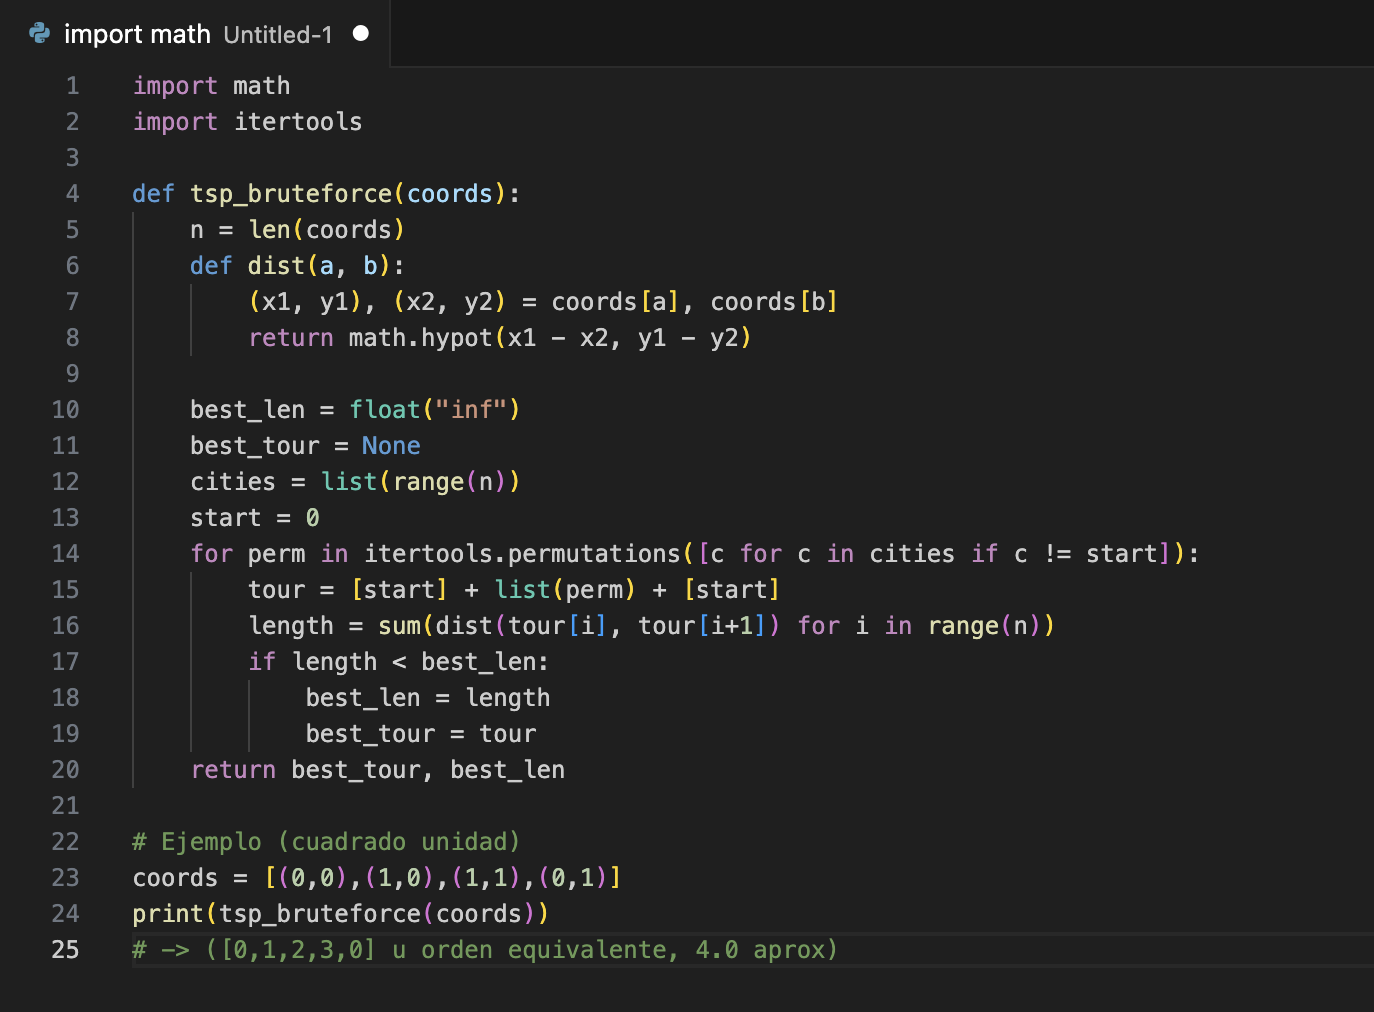 import math Untitled-1
1 import math
2 import itertools
3
4 def tsp_bruteforce(coords):
5     n = len(coords)
6     def dist(a, b):
7         (x1, y1), (x2, y2) = coords[a], coords[b]
8         return math.hypot(x1 - x2, y1 - y2)
9
10     best_len = float("inf")
11     best_tour = None
12     cities = list(range(n))
13     start = 0
14     for perm in itertools.permutations([c for c in cities if c != start]):
15         tour = [start] + list(perm) + [start]
16         length = sum(dist(tour[i], tour[i+1]) for i in range(n))
17         if length < best_len:
18             best_len = length
19             best_tour = tour
20     return best_tour, best_len
21
22 # Ejemplo (cuadrado unidad)
23 coords = [(0,0),(1,0),(1,1),(0,1)]
24 print(tsp_bruteforce(coords))
25 # -> ([0,1,2,3,0] u orden equivalente, 4.0 aprox)